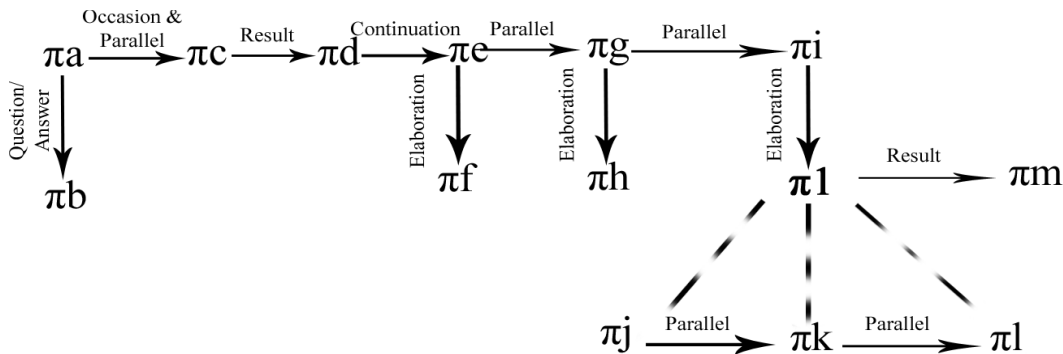 Occasion &
Parallel
Result
Continuation
Parallel
Parallel
πa
πc
πd
πe
πg
πi
Question/
Answer
Elaboration
Elaboration
Elaboration
πb
πf
πh
π1
Result
πm
πj
Parallel
πk
Parallel
πl